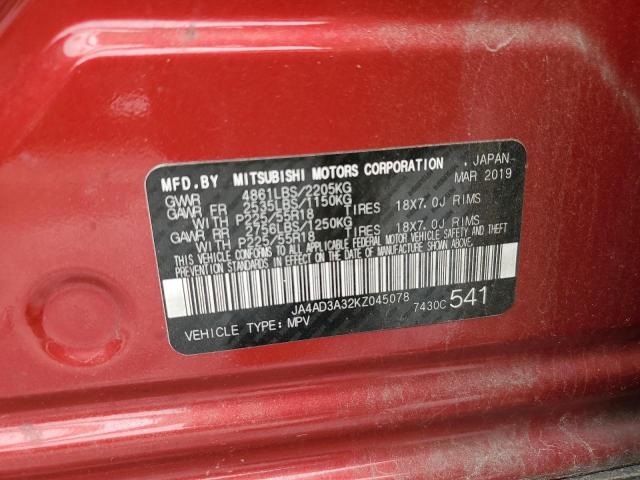 MFD.BY MITSUBISHI MOTORS CORPORATION , JAPAN
GVWR 4861LBS/2205KG MAR 2019
GAWR FR 2535LBS/1150KG
WITH P225/55R18 TIRES 18X7.0J RIMS
GAWR RR 2756LBS/1250KG
WITH P225/55R18 TIRES 18X7.0J RIMS
THIS VEHICLE CONFORMS TO ALL APPLICABLE FEDERAL MOTOR VEHICLE SAFETY AND THEFT
PREVENTION STANDARDS IN EFFECT ON THE DATE OF MANUFACTURE SHOWN ABOVE.
JA4AD3A32KZ045078
VEHICLE TYPE:MPV 7430C 541